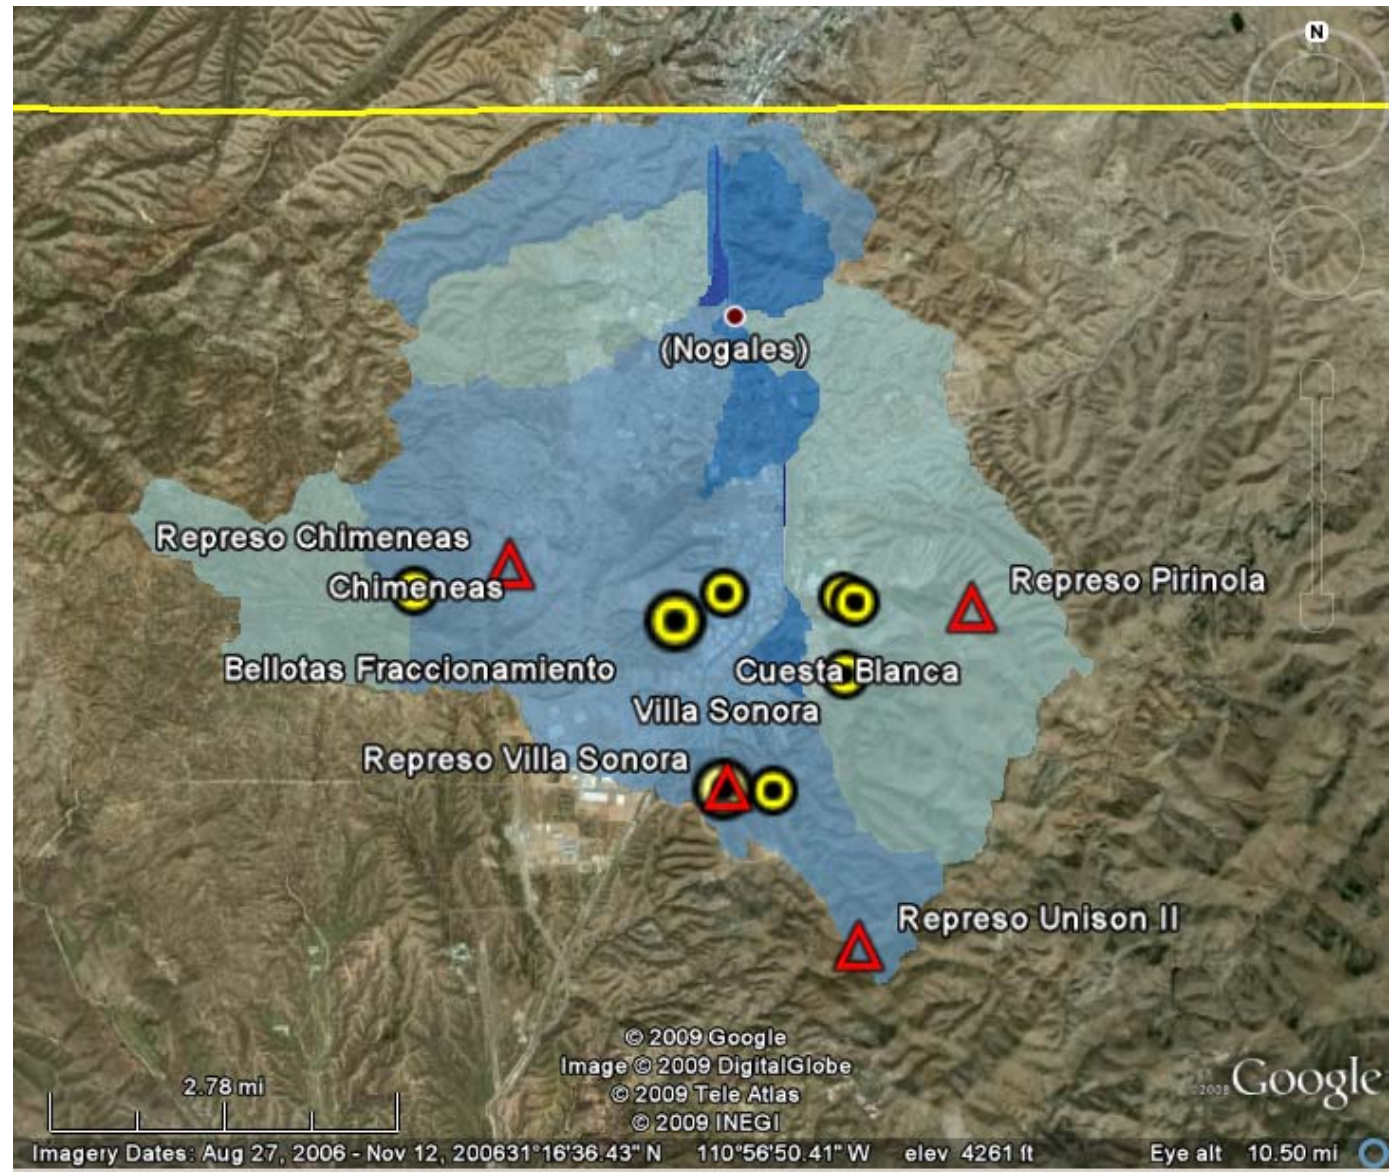 N
(Nogales)
Represo Chimeneas
Chimeneas
Represo Pirinola
Bellotas Fraccionamiento
Cuesta Blanca
Villa Sonora
Represo Villa Sonora
Represo Unison II
© 2009 Google
Image © 2009 DigitalGlobe
© 2009 Tele Atlas
© 2009 INEGI
©2008 Google
2.78 mi
Imagery Dates: Aug 27, 2006 - Nov 12, 200631°16'36.43" N 110°56'50.41" W elev 4261 ft Eye alt 10.50 mi